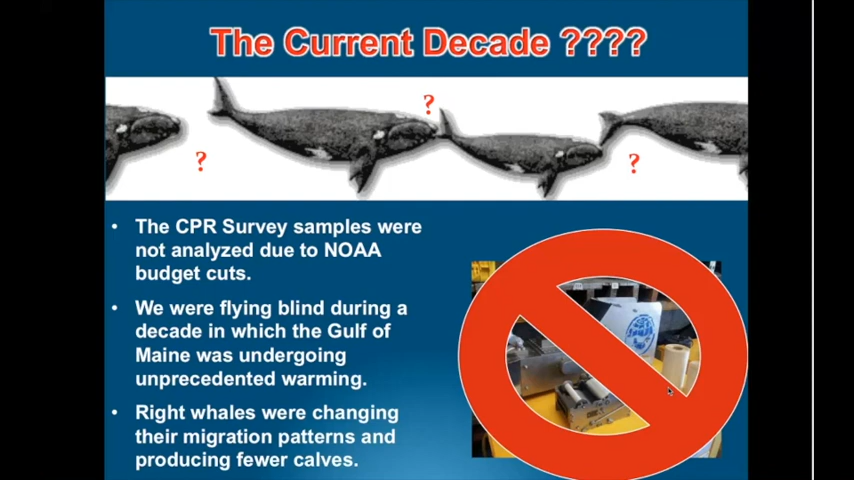 The Current Decade ????
?
?
?
• The CPR Survey samples were
not analyzed due to NOAA
budget cuts.
• We were flying blind during a
decade in which the Gulf of
Maine was undergoing
unprecedented warming.
• Right whales were changing
their migration patterns and
producing fewer calves.